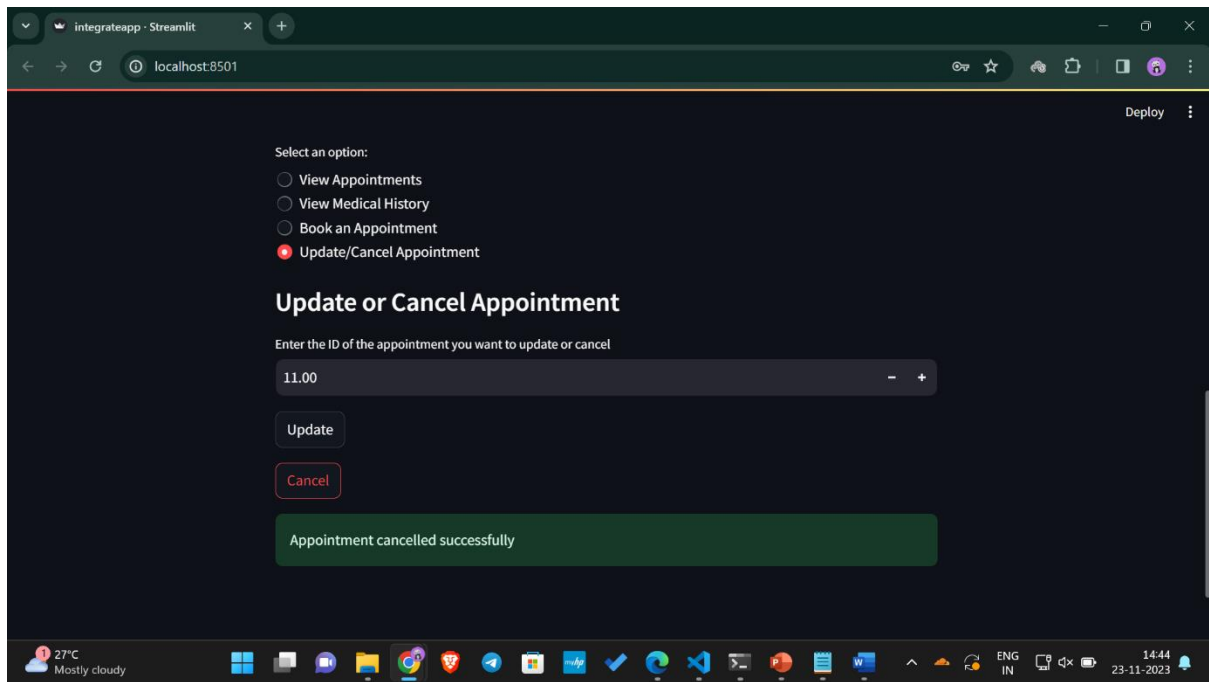 integrateapp · Streamlit
localhost:8501
Deploy
Select an option:
View Appointments
View Medical History
Book an Appointment
Update/Cancel Appointment
Update or Cancel Appointment
Enter the ID of the appointment you want to update or cancel
11.00
Update
Cancel
Appointment cancelled successfully
1
27°C
Mostly cloudy
myhp
ENG
IN
14:44
23-11-2023